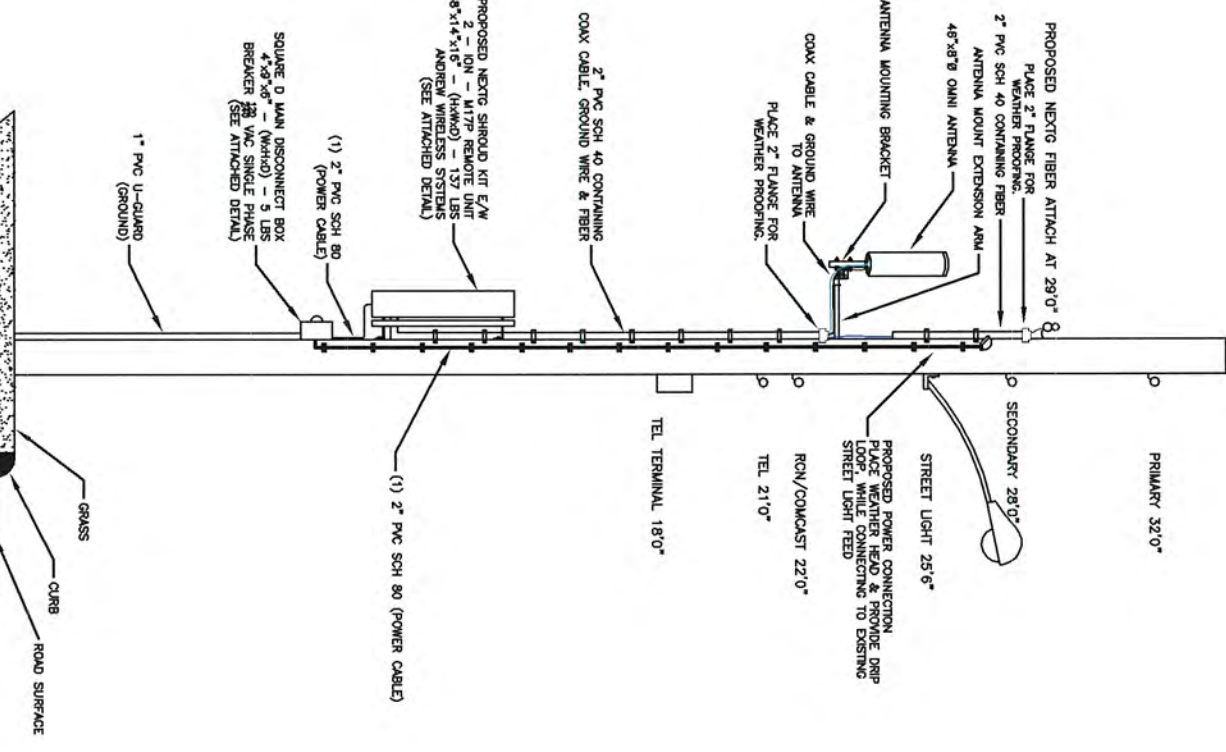 PROPOSED NEXTG FIBER ATTACH AT 29'0"
PLACE 2" FLANGE FOR
WEATHER PROOFING.
2" PVC SCH 40 CONTAINING FIBER
ANTENNA MOUNT EXTENSION ARM
46"x8"Ø OMNI ANTENNA
ANTENNA MOUNTING BRACKET
COAX CABLE & GROUND WIRE
TO ANTENNA
PLACE 2" FLANGE FOR
WEATHER PROOFING.
2" PVC SCH 40 CONTAINING
COAX CABLE, GROUND WIRE & FIBER
PROPOSED NEXTG SHROUD KIT E/W
2 - ION - M17P REMOTE UNIT
8"x14"x16" - (HxWxD) - 137 LBS
ANDREW WIRELESS SYSTEMS
(SEE ATTACHED DETAIL)
(1) 2" PVC SCH 80
(POWER CABLE)
SQUARE D MAIN DISCONNECT BOX
4"x9"x6" - (WxHxD) - 5 LBS
BREAKER VAC SINGLE PHASE
(SEE ATTACHED DETAIL)
1" PVC U-GUARD
(GROUND)
PRIMARY 32'0"
SECONDARY 28'0"
STREET LIGHT 25'6"
PROPOSED POWER CONNECTION
PLACE WEATHER HEAD & PROVIDE DRIP
LOOP, WHILE CONNECTING TO EXISTING
STREET LIGHT FEED
RCN/COMCAST 22'0"
TEL 21'0"
TEL TERMINAL 18'0"
(1) 2" PVC SCH 80 (POWER CABLE)
GRASS
CURB
ROAD SURFACE